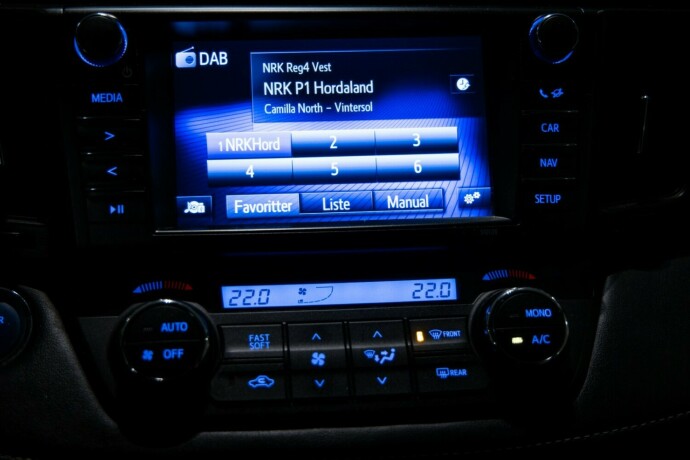 DAB
NRK Reg4 Vest
NRK P1 Hordaland
Camilla North - Vintersol
MEDIA
CAR
NAV
SETUP
1 NRKHord 2 3
4 5 6
Favoritter Liste Manual
22.0 22.0
AUTO
OFF
FAST
SOFT
FRONT
REAR
MONO
A/C